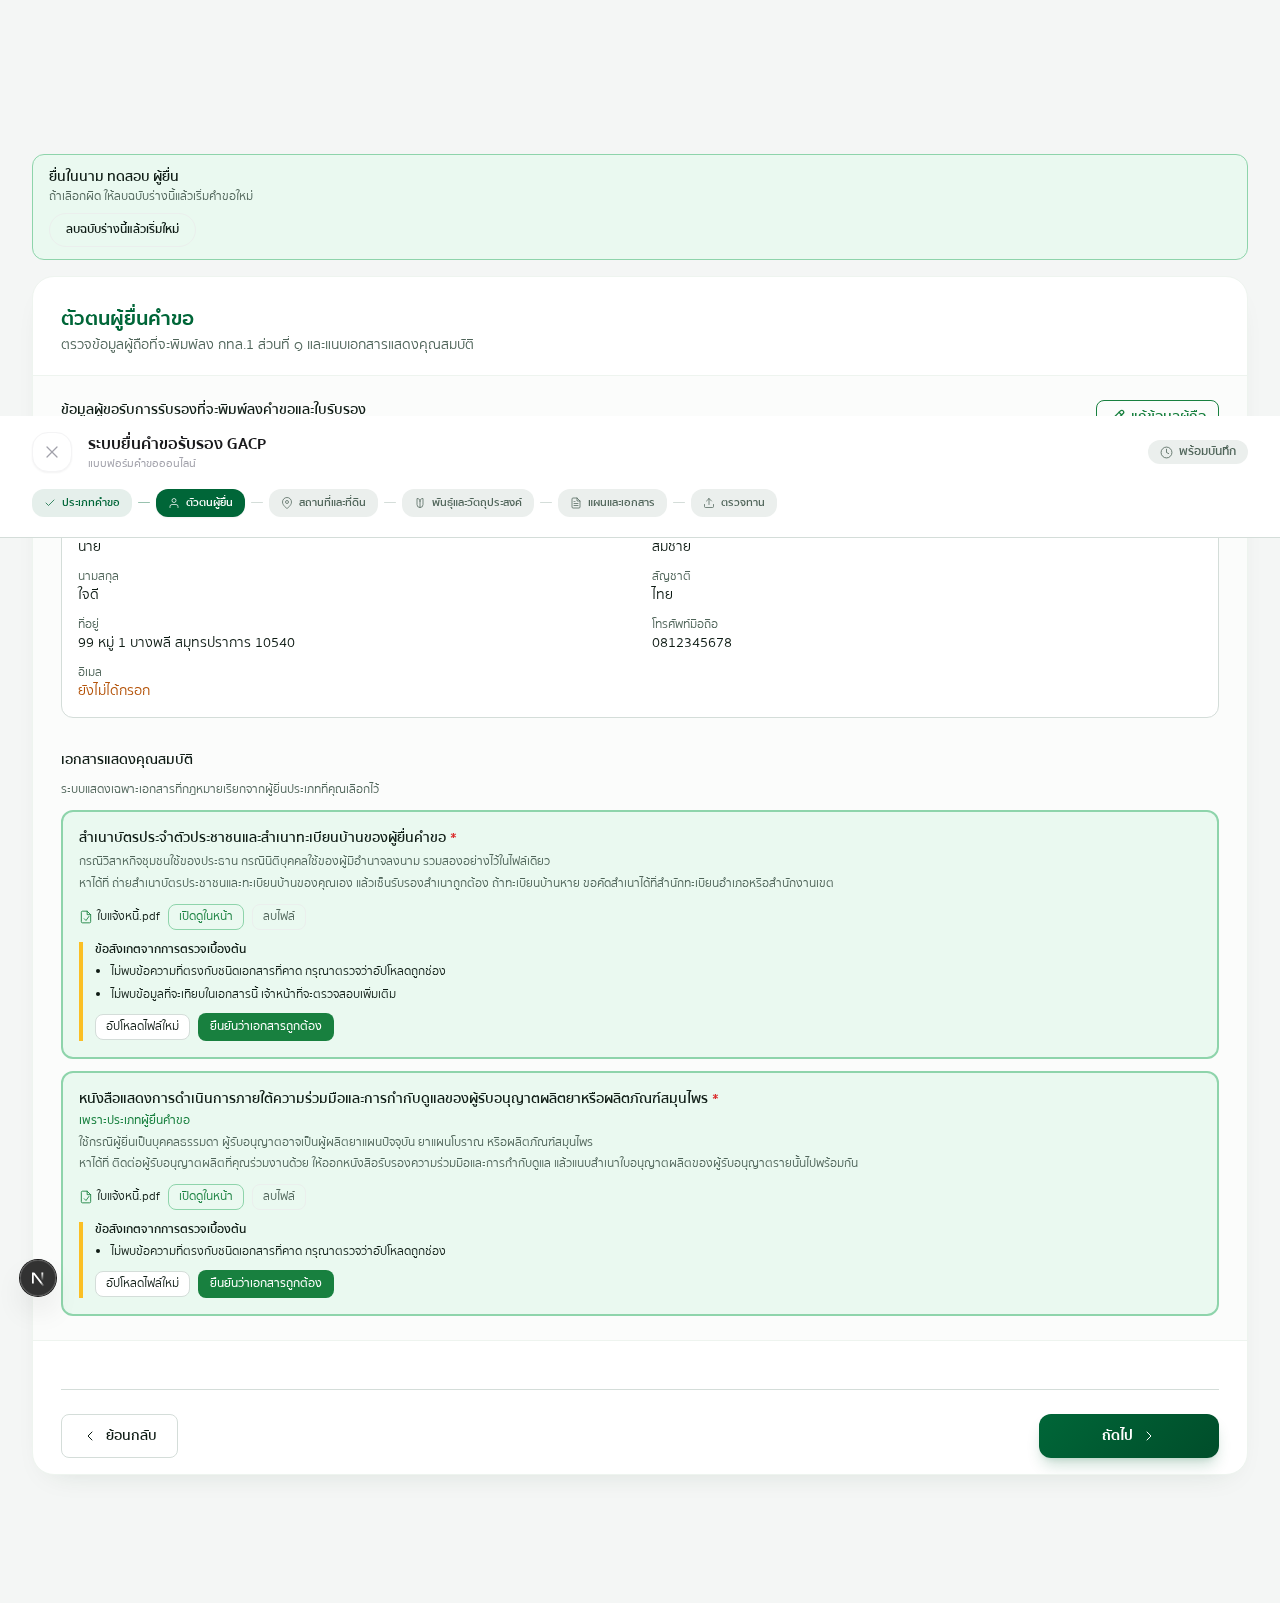 ยื่นในนาม ทดสอบ ผู้ยื่น
ถ้าเลือกผิด ให้ลบฉบับร่างนี้แล้วเริ่มคำขอใหม่
ลบฉบับร่างนี้แล้วเริ่มใหม่
ตัวตนผู้ยื่นคำขอ
ตรวจข้อมูลผู้ถือที่จะพิมพ์ลง กทล.1 ส่วนที่ ๑ และแนบเอกสารแสดงคุณสมบัติ
ข้อมูลผู้ขอรับการรับรองที่จะพิมพ์ลงคำขอและใบรับรอง
แก้ข้อมูลผู้ถือ
ระบบยื่นคำขอรับรอง GACP
แบบฟอร์มคำขอออนไลน์
พร้อมบันทึก
ประเภทคำขอ
ตัวตนผู้ยื่น
สถานที่และที่ดิน
พันธุ์และวัตถุประสงค์
แผนและเอกสาร
ตรวจทาน
นาย
สมชาย
นามสกุล
สัญชาติ
ใจดี
ไทย
ที่อยู่
โทรศัพท์มือถือ
99 หมู่ 1 บางพลี สมุทรปราการ 10540
0812345678
อีเมล
ยังไม่ได้กรอก
เอกสารแสดงคุณสมบัติ
ระบบแสดงเฉพาะเอกสารที่กฎหมายเรียกจากผู้ยื่นประเภทที่คุณเลือกไว้
สำเนาบัตรประจำตัวประชาชนและสำเนาทะเบียนบ้านของผู้ยื่นคำขอ *
กรณีวิสาหกิจชุมชนใช้ของประธาน กรณีนิติบุคคลใช้ของผู้มีอำนาจลงนาม รวมสองอย่างไว้ในไฟล์เดียว
หาได้ที่ ถ่ายสำเนาบัตรประชาชนและทะเบียนบ้านของคุณเอง แล้วเซ็นรับรองสำเนาถูกต้อง ถ้าทะเบียนบ้านหาย ขอคัดสำเนาได้ที่สำนักทะเบียนอำเภอหรือสำนักงานเขต
ใบแจ้งหนี้.pdf
เปิดดูในหน้า
ลบไฟล์
ข้อสังเกตจากการตรวจเบื้องต้น
• ไม่พบข้อความที่ตรงกับชนิดเอกสารที่คาด กรุณาตรวจว่าอัปโหลดถูกช่อง
• ไม่พบข้อมูลที่จะเทียบในเอกสารนี้ เจ้าหน้าที่จะตรวจสอบเพิ่มเติม
อัปโหลดไฟล์ใหม่
ยืนยันว่าเอกสารถูกต้อง
หนังสือแสดงการดำเนินการภายใต้ความร่วมมือและการกำกับดูแลของผู้รับอนุญาตผลิตยาหรือผลิตภัณฑ์สมุนไพร *
เพราะประเภทผู้ยื่นคำขอ
ใช้กรณีผู้ยื่นเป็นบุคคลธรรมดา ผู้รับอนุญาตอาจเป็นผู้ผลิตยาแผนปัจจุบัน ยาแผนโบราณ หรือผลิตภัณฑ์สมุนไพร
หาได้ที่ ติดต่อผู้รับอนุญาตผลิตที่คุณร่วมงานด้วย ให้ออกหนังสือรับรองความร่วมมือและการกำกับดูแล แล้วแนบสำเนาใบอนุญาตผลิตของผู้รับอนุญาตรายนั้นไปพร้อมกัน
ใบแจ้งหนี้.pdf
เปิดดูในหน้า
ลบไฟล์
ข้อสังเกตจากการตรวจเบื้องต้น
• ไม่พบข้อความที่ตรงกับชนิดเอกสารที่คาด กรุณาตรวจว่าอัปโหลดถูกช่อง
อัปโหลดไฟล์ใหม่
ยืนยันว่าเอกสารถูกต้อง
N
ย้อนกลับ
ถัดไป